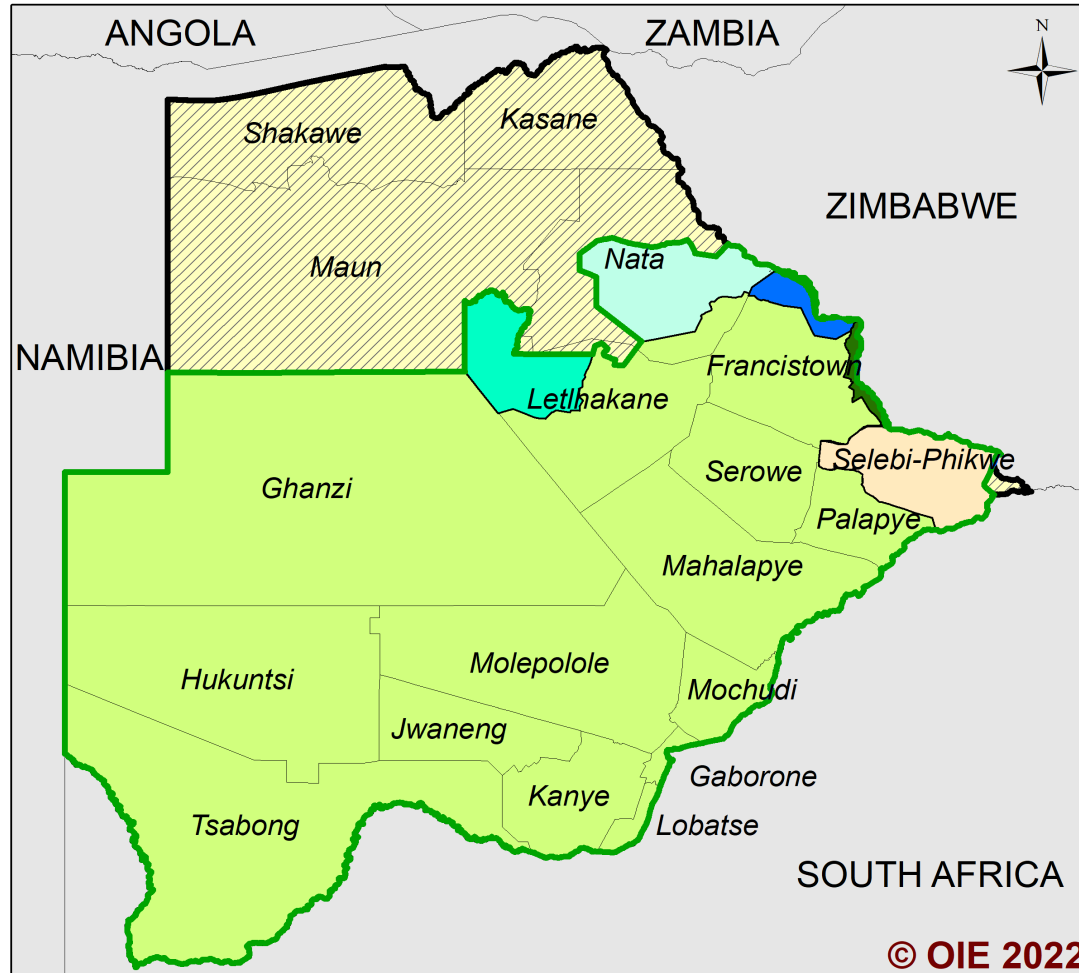 ANGOLA
ZAMBIA
N
Shakawe
Kasane
ZIMBABWE
Maun
Nata
NAMIBIA
Francistown
Letlhakane
Ghanzi
Serowe
Selebi-Phikwe
Palapye
Mahalapye
Hukuntsi
Molepolole
Mochudi
Jwaneng
Gaborone
Kanye
Tsabong
Lobatse
SOUTH AFRICA
© OIE 2022